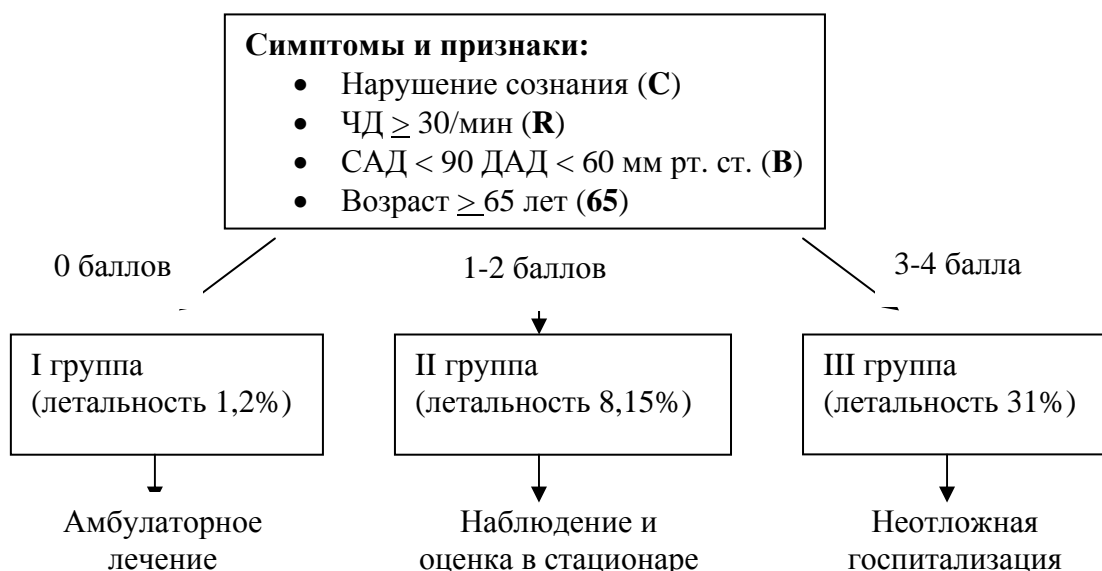 Симптомы и признаки:
• Нарушение сознания (C)
• ЧД ≥ 30/мин (R)
• САД < 90 ДАД < 60 мм рт. ст. (B)
• Возраст ≥ 65 лет (65)
0 баллов
1-2 баллов
3-4 балла
I группа
(летальность 1,2%)
II группа
(летальность 8,15%)
III группа
(летальность 31%)
Амбулаторное
лечение
Наблюдение и
оценка в стационаре
Неотложная
госпитализация